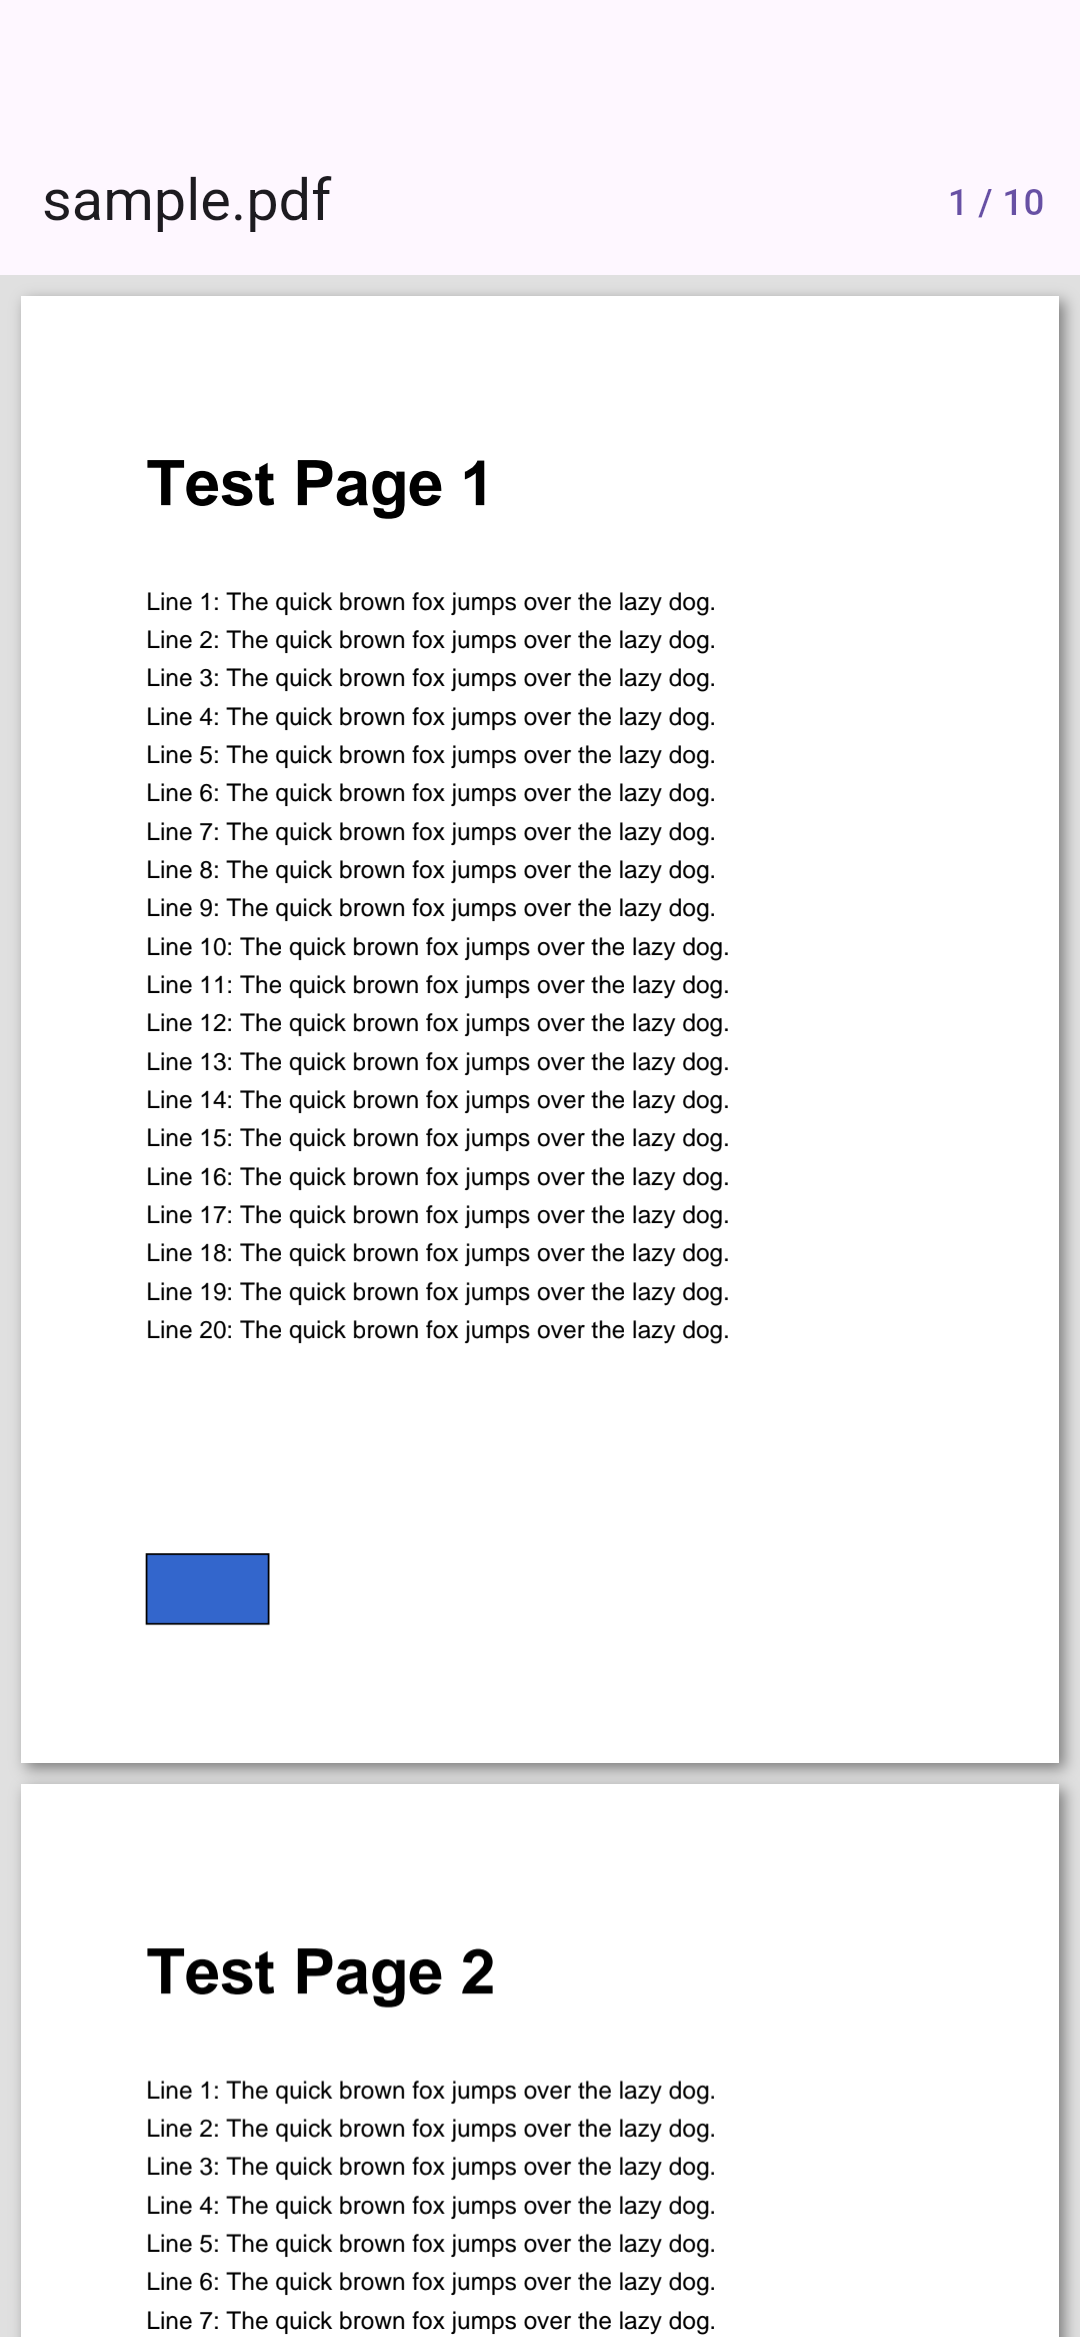 sample.pdf
1 / 10
Test Page 1
Line 1: The quick brown fox jumps over the lazy dog.
Line 2: The quick brown fox jumps over the lazy dog.
Line 3: The quick brown fox jumps over the lazy dog.
Line 4: The quick brown fox jumps over the lazy dog.
Line 5: The quick brown fox jumps over the lazy dog.
Line 6: The quick brown fox jumps over the lazy dog.
Line 7: The quick brown fox jumps over the lazy dog.
Line 8: The quick brown fox jumps over the lazy dog.
Line 9: The quick brown fox jumps over the lazy dog.
Line 10: The quick brown fox jumps over the lazy dog.
Line 11: The quick brown fox jumps over the lazy dog.
Line 12: The quick brown fox jumps over the lazy dog.
Line 13: The quick brown fox jumps over the lazy dog.
Line 14: The quick brown fox jumps over the lazy dog.
Line 15: The quick brown fox jumps over the lazy dog.
Line 16: The quick brown fox jumps over the lazy dog.
Line 17: The quick brown fox jumps over the lazy dog.
Line 18: The quick brown fox jumps over the lazy dog.
Line 19: The quick brown fox jumps over the lazy dog.
Line 20: The quick brown fox jumps over the lazy dog.
Test Page 2
Line 1: The quick brown fox jumps over the lazy dog.
Line 2: The quick brown fox jumps over the lazy dog.
Line 3: The quick brown fox jumps over the lazy dog.
Line 4: The quick brown fox jumps over the lazy dog.
Line 5: The quick brown fox jumps over the lazy dog.
Line 6: The quick brown fox jumps over the lazy dog.
Line 7: The quick brown fox jumps over the lazy dog.